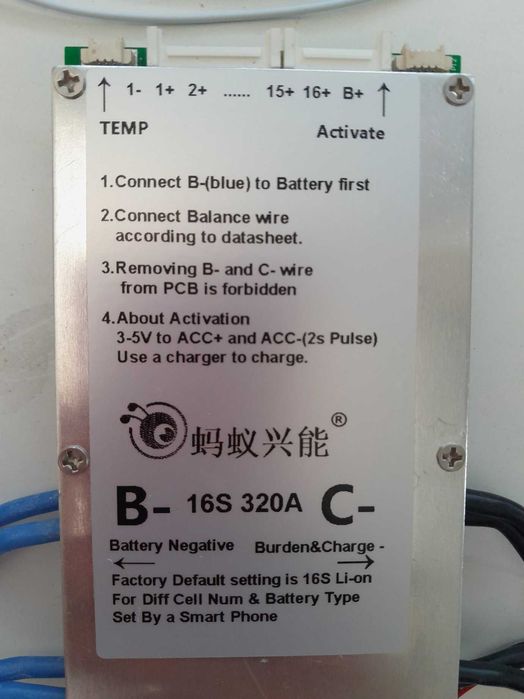 1- 1+ 2+ ...... 15+ 16+ B+
TEMP
Activate
1.Connect B-(blue) to Battery first
2.Connect Balance wire
according to datasheet.
3.Removing B- and C- wire
from PCB is forbidden
4.About Activation
3-5V to ACC+ and ACC-(2s Pulse)
Use a charger to charge.
蚂蚁兴能®
B- 16S 320A C-
Battery Negative Burden&Charge -
Factory Default setting is 16S Li-on
For Diff Cell Num & Battery Type
Set By a Smart Phone